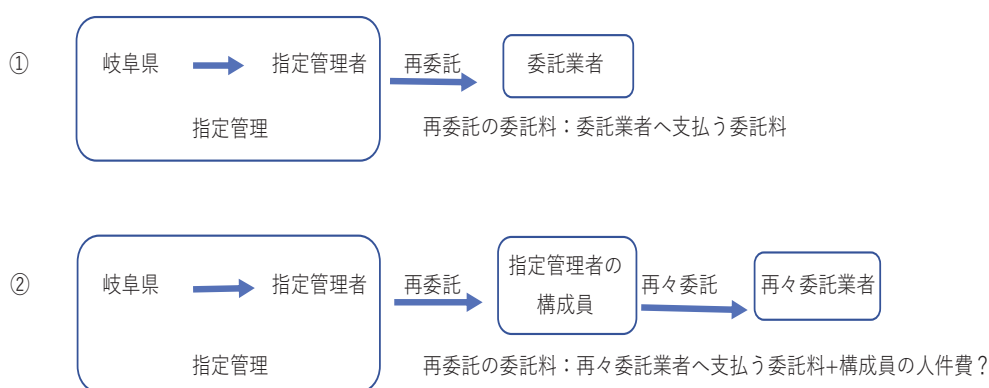 ①
岐阜県
指定管理者
再委託
委託業者
指定管理
再委託の委託料：委託業者へ支払う委託料
②
岐阜県
指定管理者
再委託
指定管理者の
構成員
再々委託
再々委託業者
指定管理
再委託の委託料：再々委託業者へ支払う委託料+構成員の人件費？